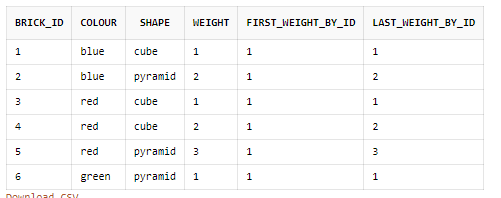 BRICK_ID COLOUR SHAPE WEIGHT FIRST_WEIGHT_BY_ID LAST_WEIGHT_BY_ID
1 blue cube 1 1 1
2 blue pyramid 2 1 2
3 red cube 1 1 1
4 red cube 2 1 2
5 red pyramid 3 1 3
6 green pyramid 1 1 1
Download CSV